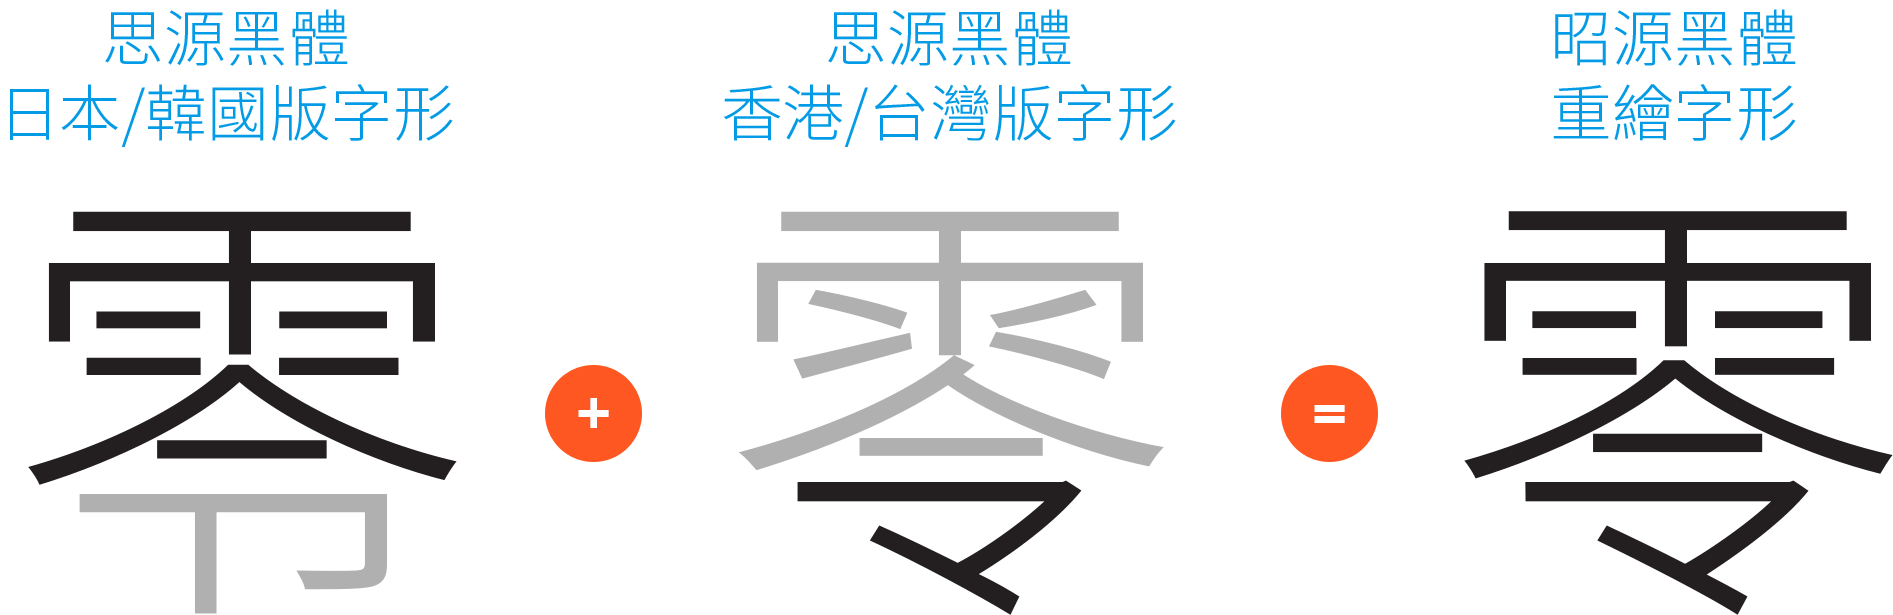 思源黑體
日本/韓國版字形
思源黑體
香港/台灣版字形
昭源黑體
重繪字形
零
+
零
=
零